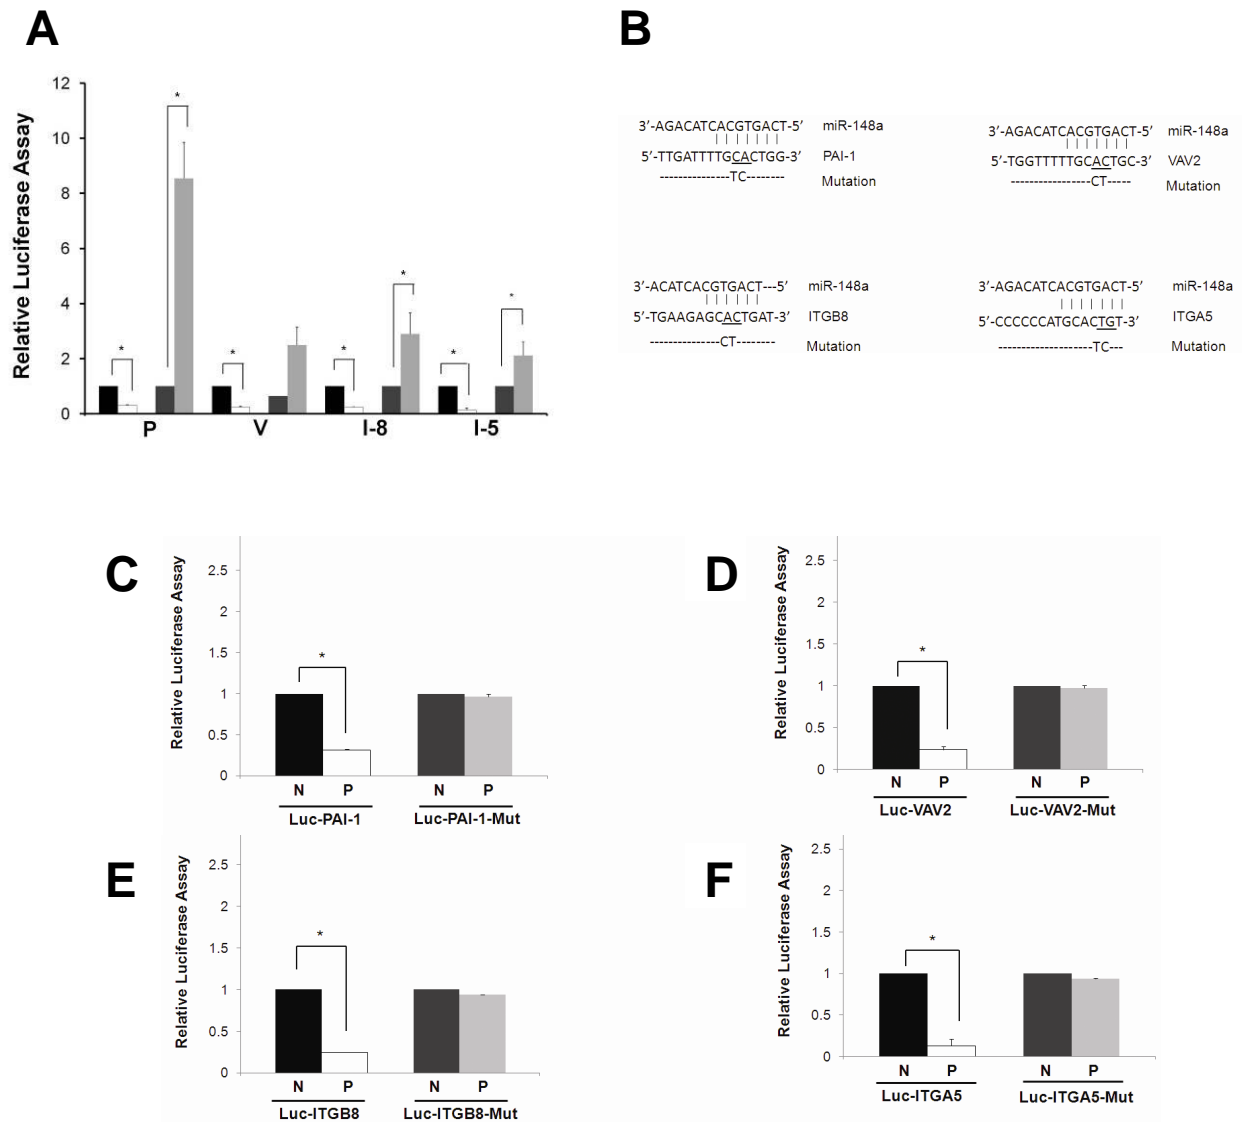 A
B
Relative Luciferase Assay
12
10
8
6
4
2
0
*
*
*
*
*
*
*
P
V
I-8
I-5
3’-AGACATCACGTGACT-5’ miR-148a
5’-TTGATTTTGCACTGG-3’ PAI-1
---------------TC-------- Mutation
3’-AGACATCACGTGACT-5’ miR-148a
5’-TGGTTTTTGCACTGC-3’ VAV2
-----------------CT----- Mutation
3’-ACATCACGTGACT---5’ miR-148a
5’-TGAAGAGCACTGAT-3’ ITGB8
---------------CT-------- Mutation
3’-AGACATCACGTGACT-5’ miR-148a
5’-CCCCCCATGCACTGT-3’ ITGA5
-----------------TC--- Mutation
C
Relative Luciferase Assay
2.5
2
1.5
1
0.5
0
*
N P N P
Luc-PAI-1 Luc-PAI-1-Mut
D
Relative Luciferase Assay
2.5
2
1.5
1
0.5
0
*
N P N P
Luc-VAV2 Luc-VAV2-Mut
E
Relative Luciferase Assay
2.5
2
1.5
1
0.5
0
*
N P N P
Luc-ITGB8 Luc-ITGB8-Mut
F
Relative Luciferase Assay
2.5
2
1.5
1
0.5
0
*
N P N P
Luc-ITGA5 Luc-ITGA5-Mut